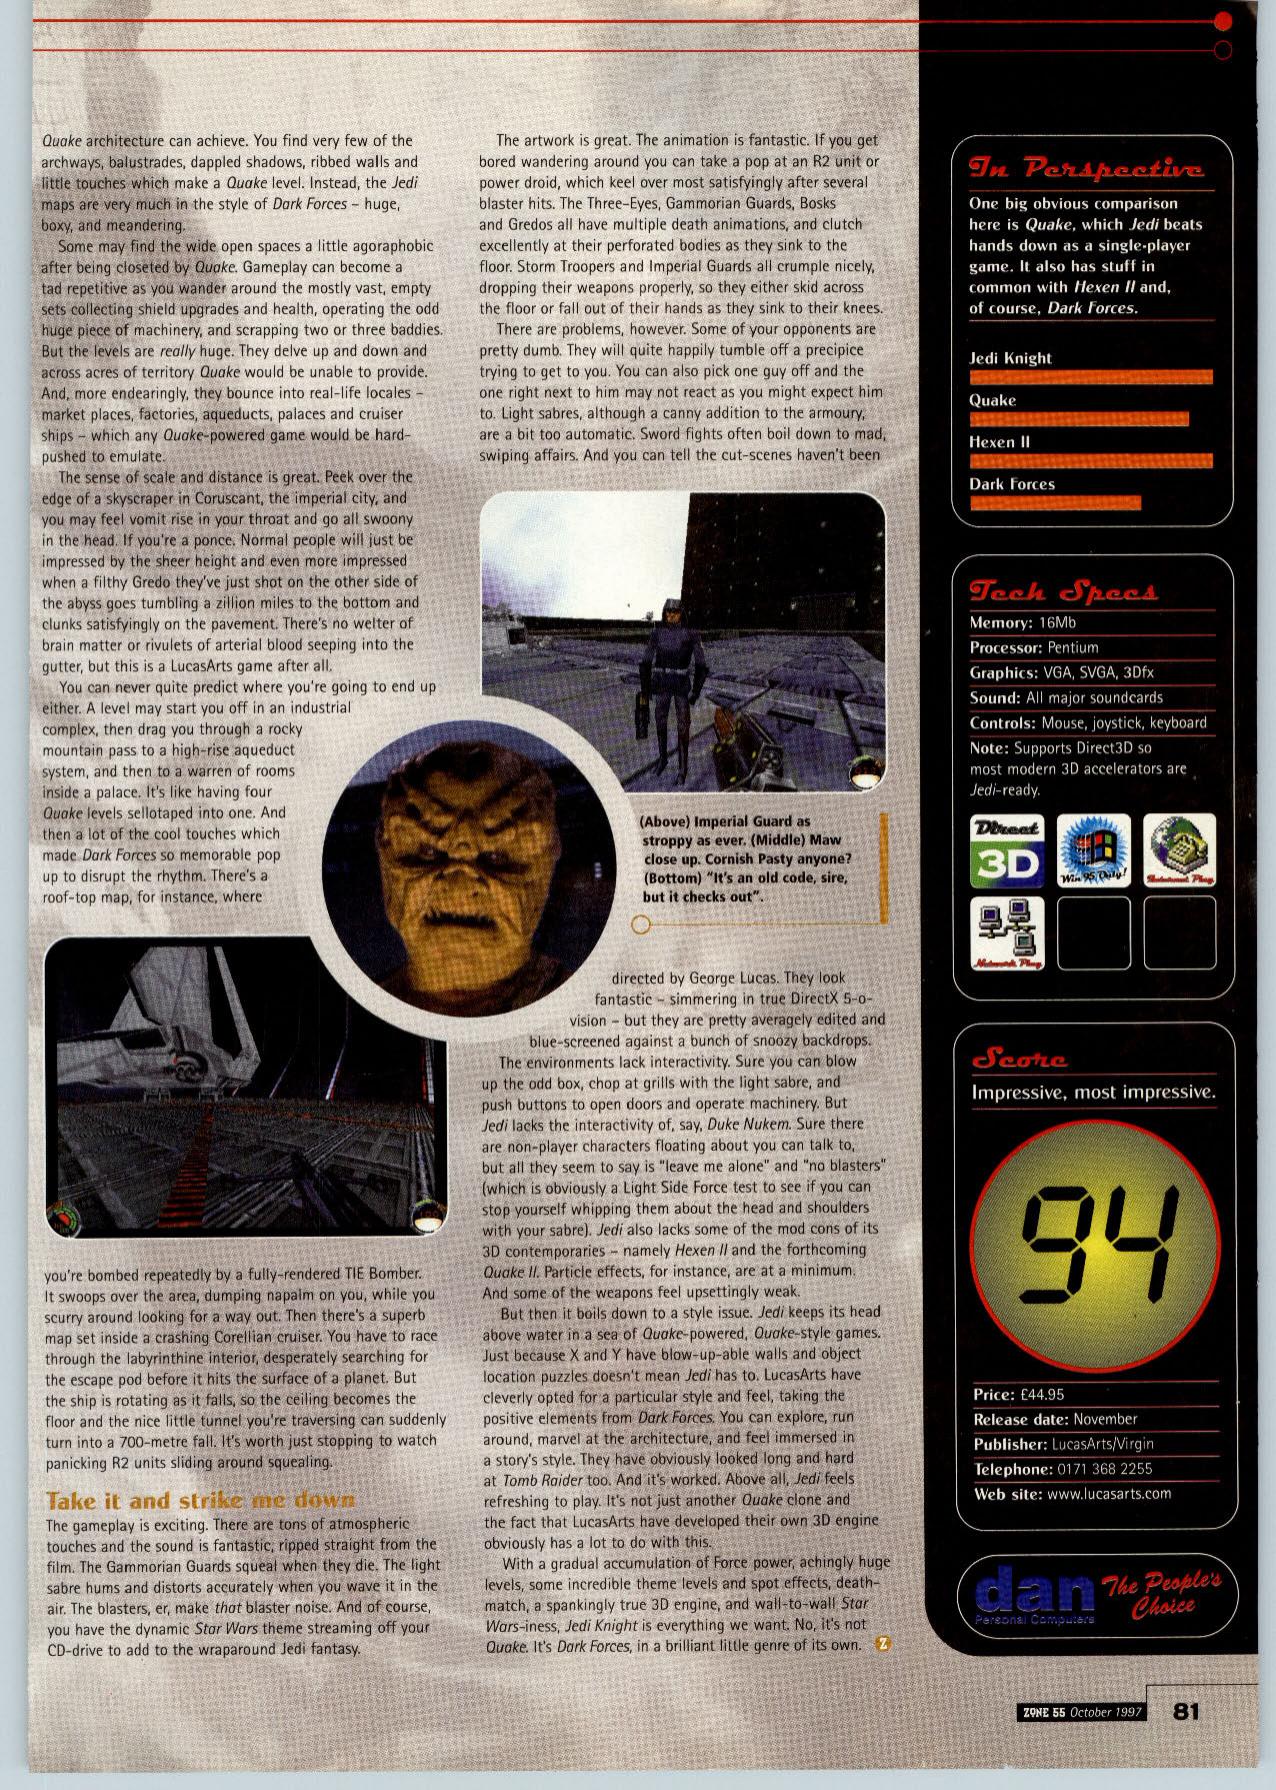 Quake architecture can achieve. You find very few of the
archways, balustrades, dappled shadows, ribbed walls and
little touches which make a Quake level. Instead, the Jedi
maps are very much in the style of Dark Forces – huge,
boxy, and meandering.
Some may find the wide open spaces a little agoraphobic
after being closeted by Quake. Gameplay can become a
tad repetitive as you wander around the mostly vast, empty
sets collecting shield upgrades and health, operating the odd
huge piece of machinery, and scrapping two or three baddies.
But the levels are really huge. They delve up and down and
across acres of territory Quake would be unable to provide.
And, more endearingly, they bounce into real-life locales –
market places, factories, aqueducts, palaces and cruiser
ships – which any Quake-powered game would be hard-
pushed to emulate.
The sense of scale and distance is great. Peek over the
edge of a skyscraper in Coruscant, the imperial city, and
you may feel vomit rise in your throat and go all swoony
in the head. If you're a ponce. Normal people will just be
impressed by the sheer height and even more impressed
when a filthy Gredo they've just shot on the other side of
the abyss goes tumbling a zillion miles to the bottom and
clunks satisfyingly on the pavement. There's no welter of
brain matter or rivulets of arterial blood seeping into the
gutter, but this is a LucasArts game after all.
You can never quite predict where you're going to end up
either. A level may start you off in an industrial
complex, then drag you through a rocky
mountain pass to a high-rise aqueduct
system, and then to a warren of rooms
inside a palace. It's like having four
Quake levels sellotaped into one. And
then a lot of the cool touches which
made Dark Forces so memorable pop
up to disrupt the rhythm. There's a
roof-top map, for instance, where
you're bombed repeatedly by a fully-rendered TIE Bomber.
It swoops over the area, dumping napalm on you, while you
scurry around looking for a way out. Then there's a superb
map set inside a crashing Corellian cruiser. You have to race
through the labyrinthine interior, desperately searching for
the escape pod before it hits the surface of a planet. But
the ship is rotating as it falls, so the ceiling becomes the
floor and the nice little tunnel you're traversing can suddenly
turn into a 700-metre fall. It's worth just stopping to watch
panicking R2 units sliding around squealing.
Take it and strike me down
The gameplay is exciting. There are tons of atmospheric
touches and the sound is fantastic, ripped straight from the
film. The Gammorian Guards squeal when they die. The light
sabre hums and distorts accurately when you wave it in the
air. The blasters, er, make that blaster noise. And of course,
you have the dynamic Star Wars theme streaming off your
CD-drive to add to the wraparound Jedi fantasy.
The artwork is great. The animation is fantastic. If you get
bored wandering around you can take a pop at an R2 unit or
power droid, which keel over most satisfyingly after several
blaster hits. The Three-Eyes, Gammorian Guards, Bosks
and Gredos all have multiple death animations, and clutch
excellently at their perforated bodies as they sink to the
floor. Storm Troopers and Imperial Guards all crumple nicely,
dropping their weapons properly, so they either skid across
the floor or fall out of their hands as they sink to their knees.
There are problems, however. Some of your opponents are
pretty dumb. They will quite happily tumble off a precipice
trying to get to you. You can also pick one guy off and the
one right next to him may not react as you might expect him
to. Light sabres, although a canny addition to the armoury,
are a bit too automatic. Sword fights often boil down to mad,
swiping affairs. And you can tell the cut-scenes haven't been
(Above) Imperial Guard as
stroppy as ever. (Middle) Maw
close up. Cornish Pasty anyone?
(Bottom) "It's an old code, sire,
but it checks out".
directed by George Lucas. They look
fantastic – simmering in true DirectX 5-o-
vision – but they are pretty averagely edited and
blue-screened against a bunch of snoozy backdrops.
The environments lack interactivity. Sure you can blow
up the odd box, chop at grills with the light sabre, and
push buttons to open doors and operate machinery. But
Jedi lacks the interactivity of, say, Duke Nukem. Sure there
are non-player characters floating about you can talk to,
but all they seem to say is "leave me alone" and "no blasters"
(which is obviously a Light Side Force test to see if you can
stop yourself whipping them about the head and shoulders
with your sabre). Jedi also lacks some of the mod cons of its
3D contemporaries – namely Hexen II and the forthcoming
Quake II. Particle effects, for instance, are at a minimum.
And some of the weapons feel upsettingly weak.
But then it boils down to a style issue. Jedi keeps its head
above water in a sea of Quake-powered, Quake-style games.
Just because X and Y have blow-up-able walls and object
location puzzles doesn't mean Jedi has to. LucasArts have
cleverly opted for a particular style and feel, taking the
positive elements from Dark Forces. You can explore, run
around, marvel at the architecture, and feel immersed in
a story's style. They have obviously looked long and hard
at Tomb Raider too. And it's worked. Above all, Jedi feels
refreshing to play. It's not just another Quake clone and
the fact that LucasArts have developed their own 3D engine
obviously has a lot to do with this.
With a gradual accumulation of Force power, achingly huge
levels, some incredible theme levels and spot effects, death-
match, a spankingly true 3D engine, and wall-to-wall Star
Wars-iness, Jedi Knight is everything we want. No, it's not
Quake. It's Dark Forces, in a brilliant little genre of its own. Z
In Perspective
One big obvious comparison
here is Quake, which Jedi beats
hands down as a single-player
game. It also has stuff in
common with Hexen II and,
of course, Dark Forces.
Jedi Knight
Quake
Hexen II
Dark Forces
Tech Specs
Memory: 16Mb
Processor: Pentium
Graphics: VGA, SVGA, 3Dfx
Sound: All major soundcards
Controls: Mouse, joystick, keyboard
Note: Supports Direct3D so
most modern 3D accelerators are
Jedi-ready.
Direct
3D
Win 95 Only!
Internet Play
Network Play
Score
Impressive, most impressive.
94
Price: £44.95
Release date: November
Publisher: LucasArts/Virgin
Telephone: 0171 368 2255
Web site: www.lucasarts.com
dan
Personal Computers
The People's
Choice
ZONE 55 October 1997
81